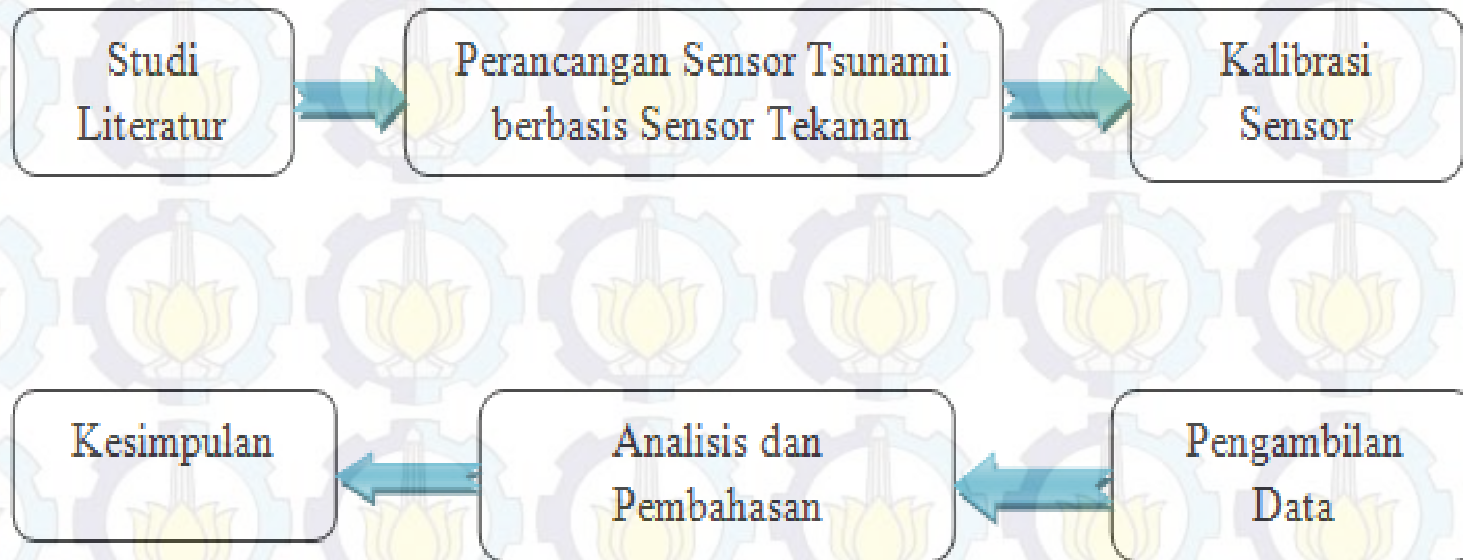 Studi
Literatur
Perancangan Sensor Tsunami
berbasis Sensor Tekanan
Kalibrasi
Sensor
Pengambilan
Data
Analisis dan
Pembahasan
Kesimpulan